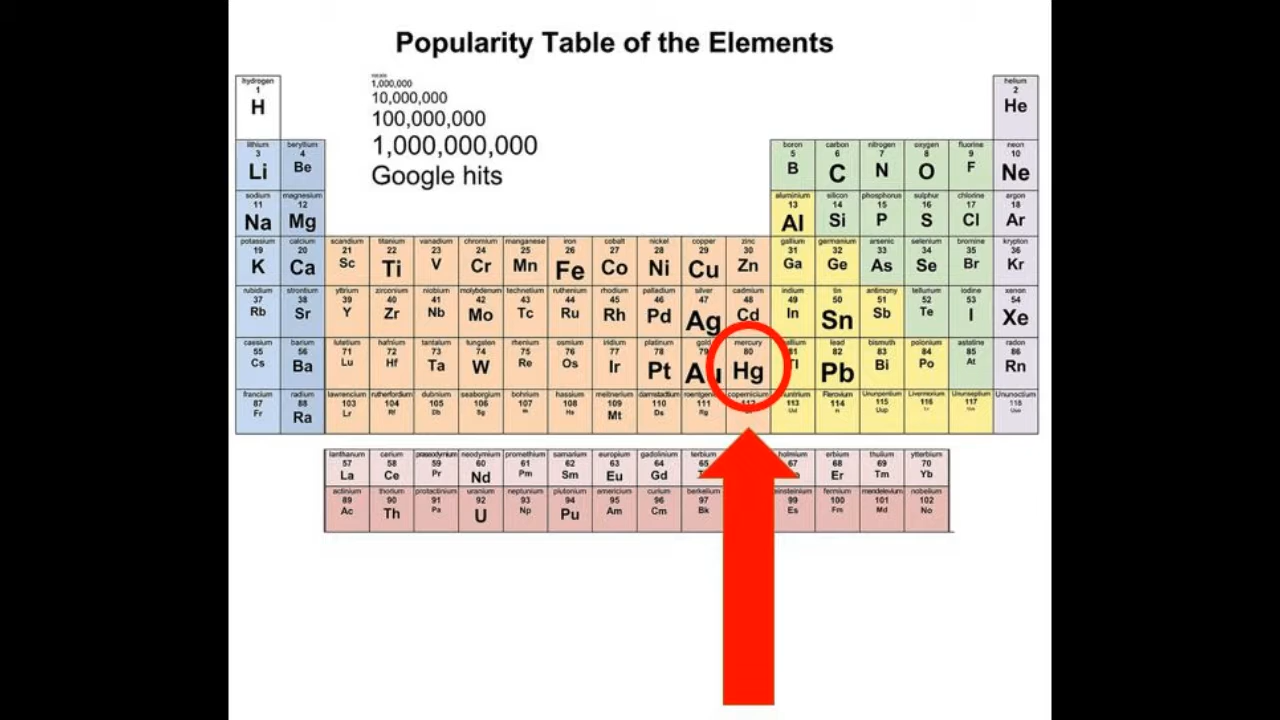 Popularity Table of the Elements
1,000,000
10,000,000
100,000,000
1,000,000,000
Google hits
hydrogen helium
1 2
H He
lithium beryllium boron carbon nitrogen oxygen fluorine neon
3 4 5 6 7 8 9 10
Li Be B C N O F Ne
sodium magnesium aluminium silicon phosphorus sulphur chlorine argon
11 12 13 14 15 16 17 18
Na Mg Al Si P S Cl Ar
potassium calcium scandium titanium vanadium chromium manganese iron cobalt nickel copper zinc gallium germanium arsenic selenium bromine krypton
19 20 21 22 23 24 25 26 27 28 29 30 31 32 33 34 35 36
K Ca Sc Ti V Cr Mn Fe Co Ni Cu Zn Ga Ge As Se Br Kr
rubidium strontium yttrium zirconium niobium molybdenum technetium ruthenium rhodium palladium silver cadmium indium tin antimony tellurium iodine xenon
37 38 39 40 41 42 43 44 45 46 47 48 49 50 51 52 53 54
Rb Sr Y Zr Nb Mo Tc Ru Rh Pd Ag Cd In Sn Sb Te I Xe
caesium barium lutetium hafnium tantalum tungsten rhenium osmium iridium platinum gold mercury lead bismuth polonium astatine radon
55 56 71 72 73 74 75 76 77 78 79 80 81 82 83 84 85 86
Cs Ba Lu Hf Ta W Re Os Ir Pt Au Hg Tl Pb Bi Po At Rn
francium radium lawrencium rutherfordium dubnium seaborgium bohrium hassium meitnerium darmstadtium copernicium Flerovium Ununpentium Livermorium Ununseptium Ununoctium
87 88 103 104 105 106 107 108 109 110 111 112 113 114 115 116 117 118
Fr Ra Lr Rf Db Sg Bh Hs Mt Ds Rg Uup
lanthanum cerium praseodymium neodymium promethium samarium europium gadolinium terbium holmium erbium thulium ytterbium
57 58 59 60 61 62 63 64 65 67 68 69 70
La Ce Pr Nd Pm Sm Eu Gd Er Tm Yb
actinium thorium protactinium uranium neptunium plutonium americium curium berkelium einsteinium fermium mendelevium nobelium
89 90 91 92 93 94 95 96 97 99 100 101 102
Ac Th Pa U Np Pu Am Cm Bk Es Fm Md No